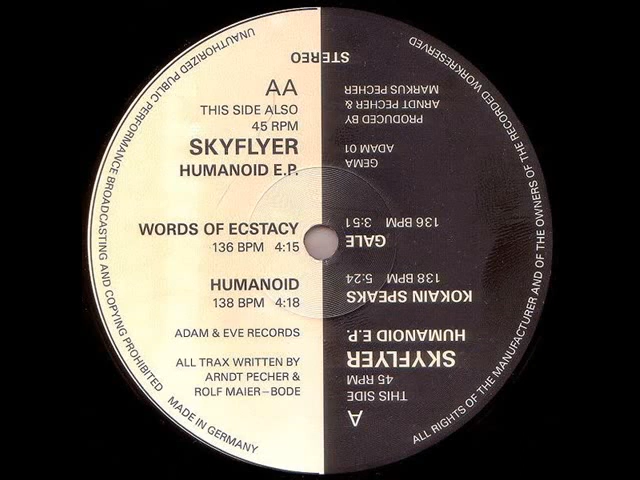 STEREO
AA
THIS SIDE ALSO
45 RPM
SKYFLYER
HUMANOID E.P.
WORDS OF ECSTACY
136 BPM 4:15
HUMANOID
138 BPM 4:18
ADAM & EVE RECORDS
ALL TRAX WRITTEN BY
ARNDT PECHER &
ROLF MAIER–BODE
A
THIS SIDE
45 RPM
SKYFLYER
HUMANOID E.P.
KOKAIN SPEAKS
138 BPM 5:24
GALE
136 BPM 3:51
GEMA
ADAM 01
PRODUCED BY
ARNDT PECHER &
MARKUS PECHER
ALL RIGHTS OF THE MANUFACTURER AND OF THE OWNERS OF THE RECORDED WORKRESERVED
UNAUTHORIZED PUBLIC PERFORMANCE BROADCASTING AND COPYING PROHIBITED
MADE IN GERMANY